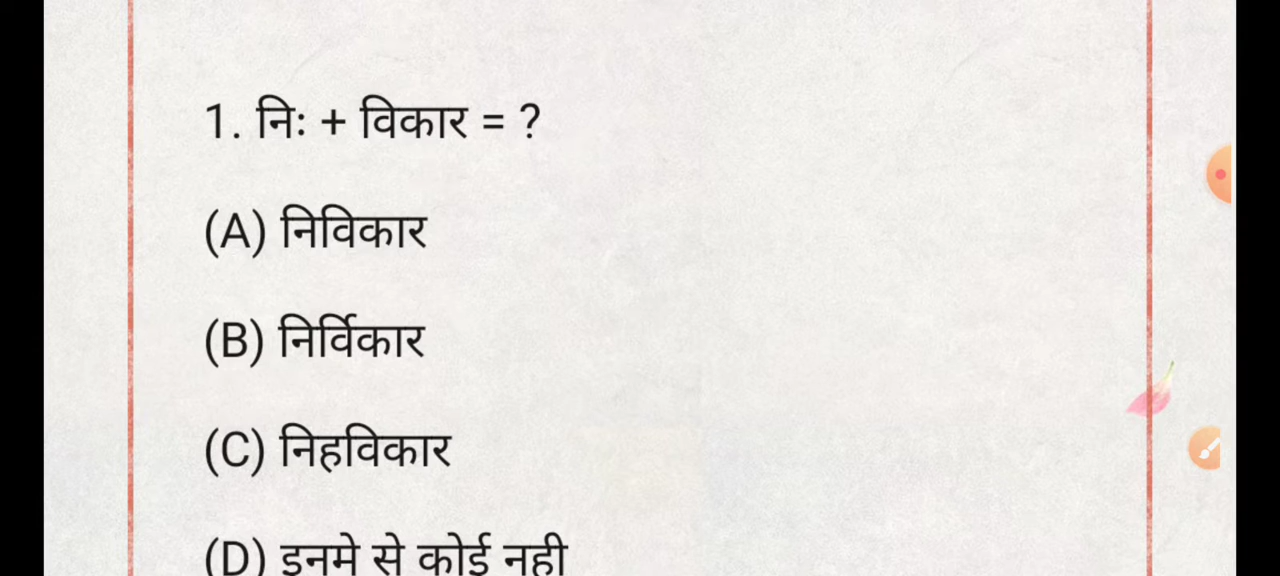 1. निः + विकार = ?
(A) निविकार
(B) निर्विकार
(C) निहविकार
(D) इनमे से कोई नही